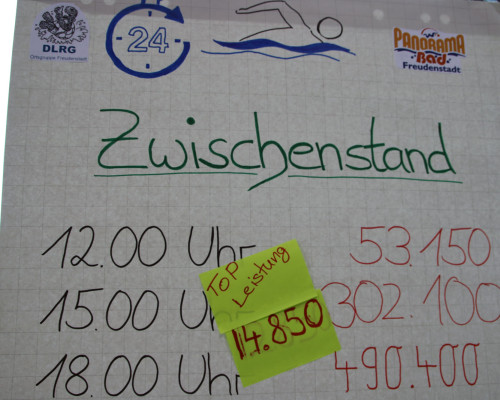 DLRG
Ortsgruppe Freudenstadt
24
PANORAMA
Bad
Freudenstadt
Zwischenstand
12.00 Uhr 53.150
15.00 Uhr 302.100
18.00 Uhr 490.400
TOP
Leistung
14.850